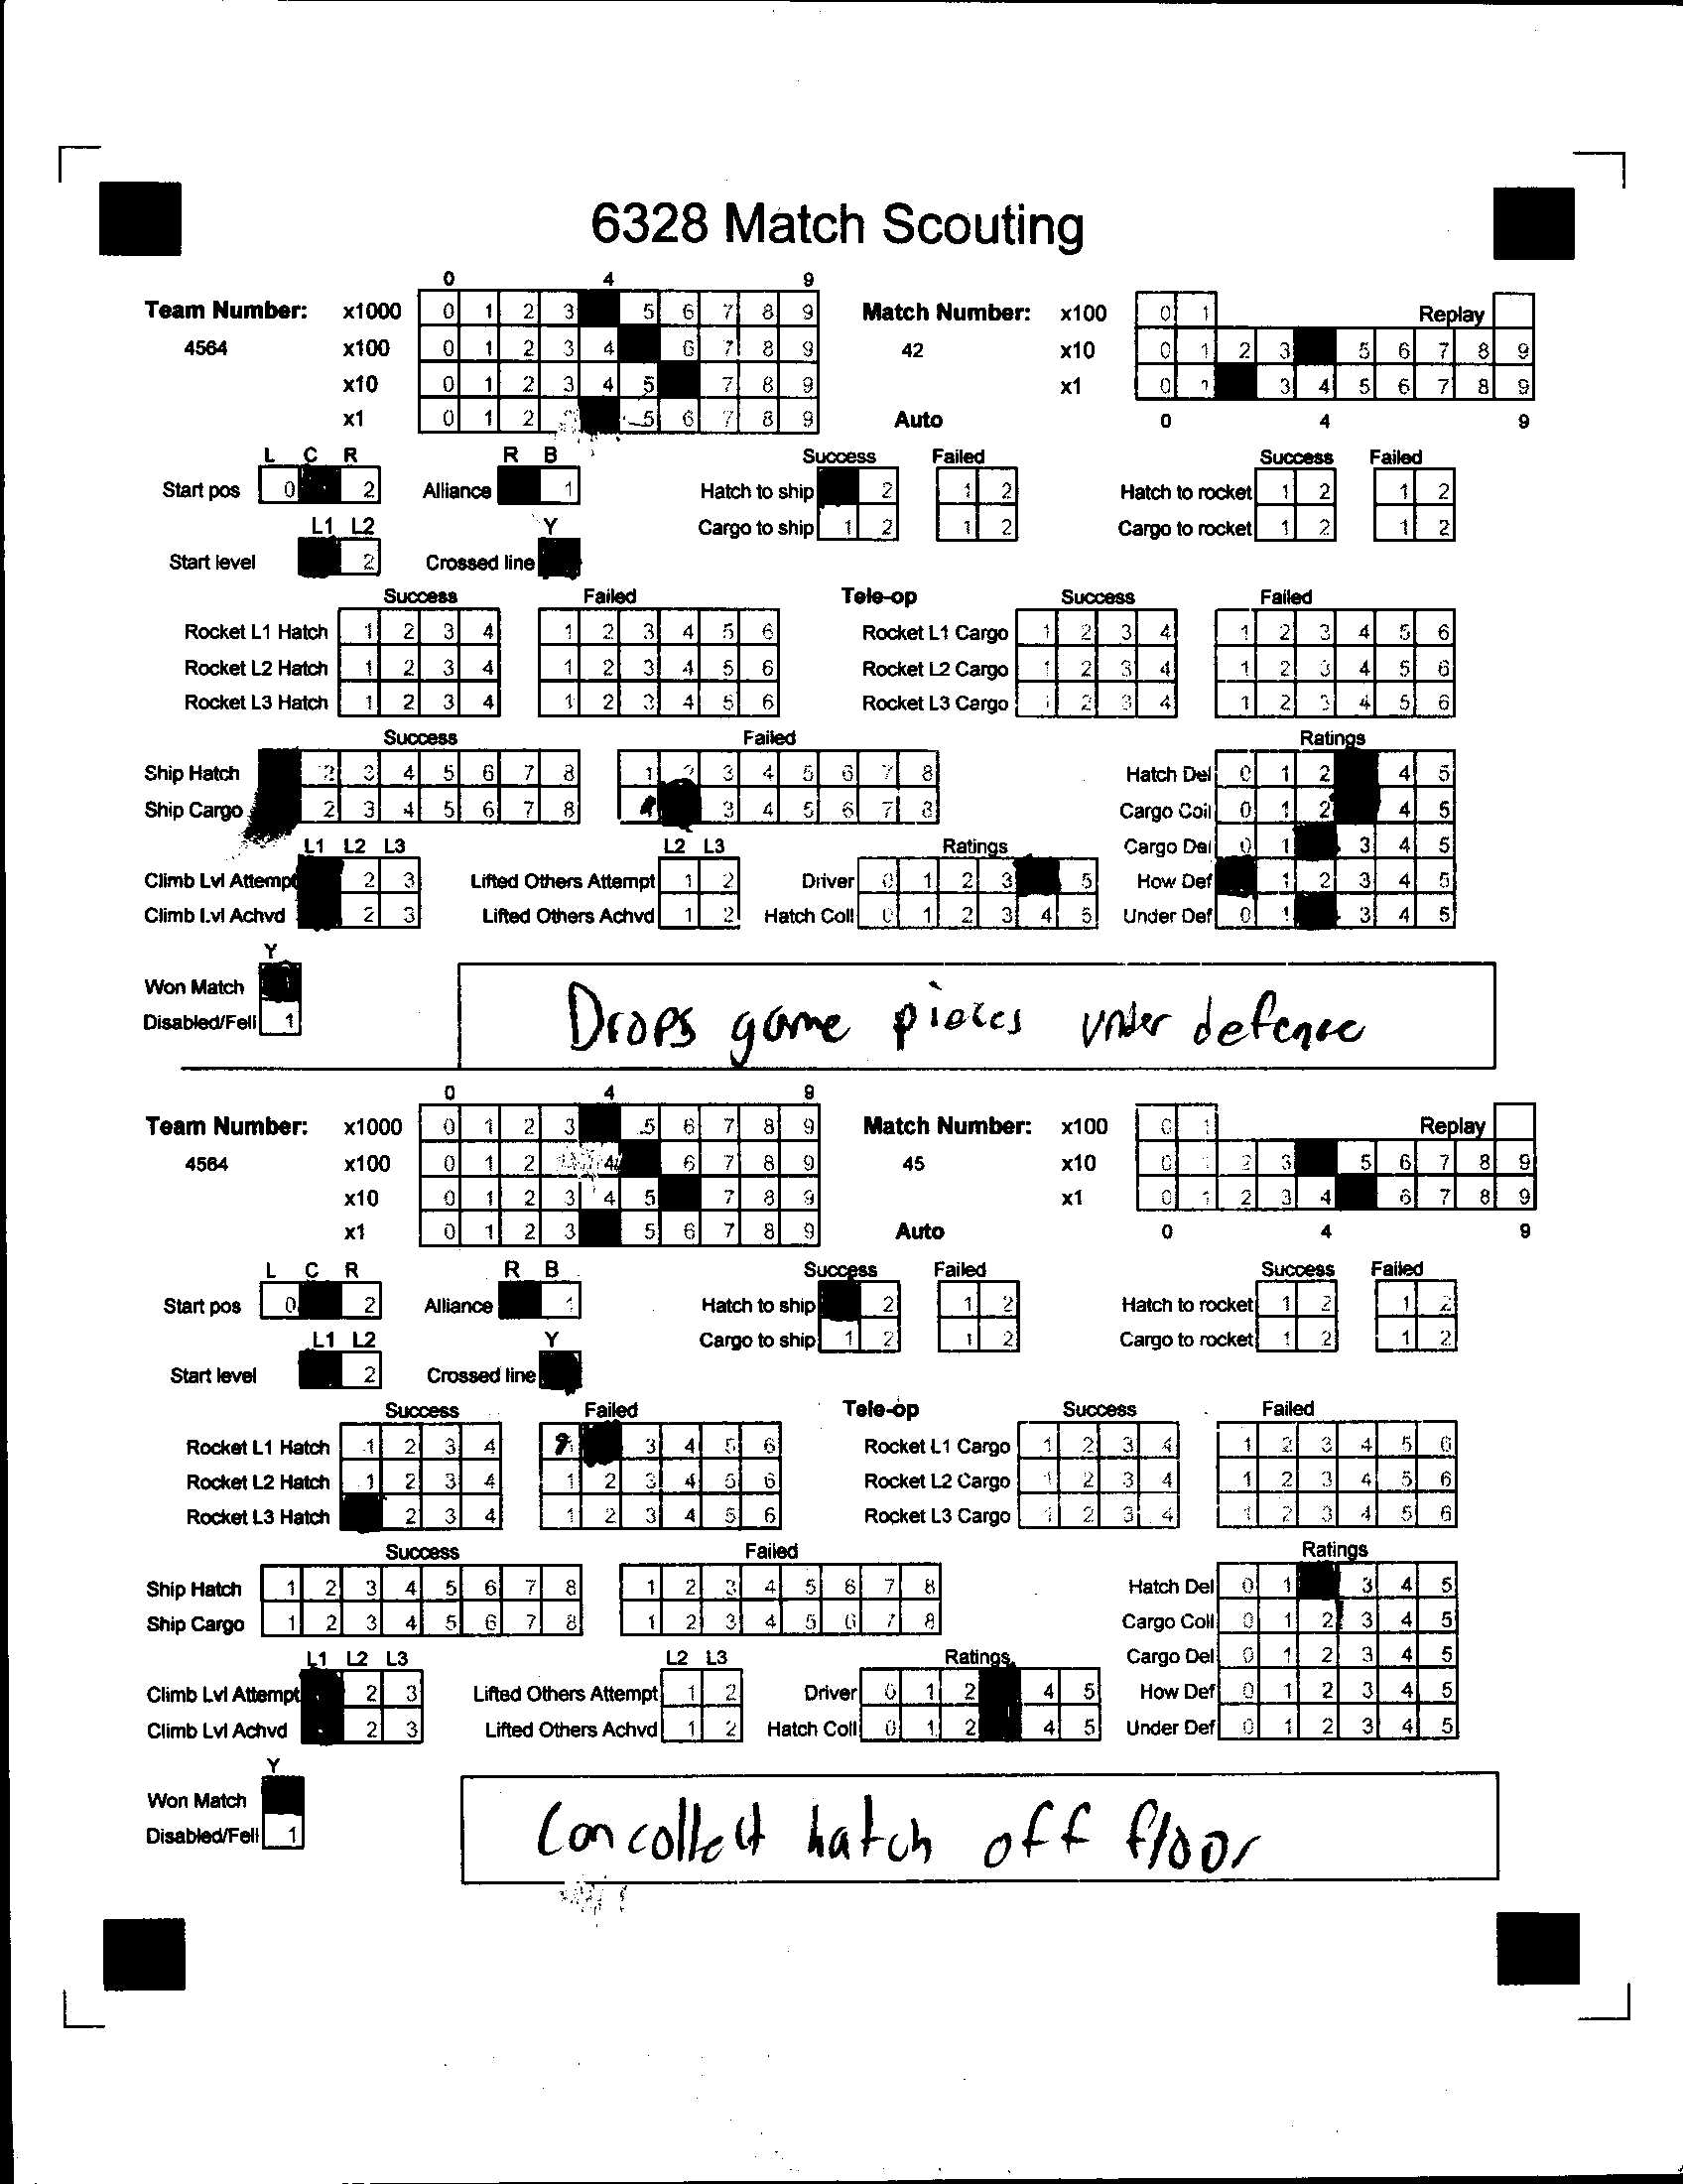 6328 Match Scouting
0 4 9
Team Number: x1000 0 1 2 3 5 6 7 8 9 Match Number: x100 0 1 Replay
4564 x100 0 1 2 3 4 6 7 8 9 42 x10 0 1 2 3 5 6 7 8 9
x10 0 1 2 3 4 5 7 8 9 x1 0 1 3 4 5 6 7 8 9
x1 0 1 2 5 6 7 8 9 Auto 0 4 9
L C R R B Success Failed Success Failed
Start pos 0 2 Alliance 1 Hatch to ship 2 1 2 Hatch to rocket 1 2 1 2
L1 L2 Y Cargo to ship 1 2 1 2 Cargo to rocket 1 2 1 2
Start level 2 Crossed line
Success Failed Tele-op Success Failed
Rocket L1 Hatch 1 2 3 4 1 2 3 4 5 6 Rocket L1 Cargo 1 2 3 4 1 2 3 4 5 6
Rocket L2 Hatch 1 2 3 4 1 2 3 4 5 6 Rocket L2 Cargo 1 2 3 4 1 2 3 4 5 6
Rocket L3 Hatch 1 2 3 4 1 2 3 4 5 6 Rocket L3 Cargo 1 2 3 4 1 2 3 4 5 6
Success Failed Ratings
Ship Hatch 2 3 4 5 6 7 8 1 2 3 4 5 6 7 8 Hatch Del 0 1 2 4 5
Ship Cargo 2 3 4 5 6 7 8 3 4 5 6 7 8 Cargo Coll 0 1 2 4 5
L1 L2 L3 L2 L3 Ratings Cargo Del 0 1 3 4 5
Climb Lvl Attempt 2 3 Lifted Others Attempt 1 2 Driver 0 1 2 3 5 How Def 1 2 3 4 5
Climb Lvl Achvd 2 3 Lifted Others Achvd 1 2 Hatch Coll 0 1 2 3 4 5 Under Def 0 1 3 4 5
Y
Won Match
Disabled/Fell 1
Drops game pieces under defence
0 4 9
Team Number: x1000 0 1 2 3 5 6 7 8 9 Match Number: x100 0 1 Replay
4564 x100 0 1 2 4 6 7 8 9 45 x10 0 1 2 3 5 6 7 8 9
x10 0 1 2 3 4 5 7 8 9 x1 0 1 2 3 4 6 7 8 9
x1 0 1 2 3 5 6 7 8 9 Auto 0 4 9
L C R R B Success Failed Success Failed
Start pos 0 2 Alliance 1 Hatch to ship 2 1 2 Hatch to rocket 1 2 1 2
L1 L2 Y Cargo to ship 1 2 1 2 Cargo to rocket 1 2 1 2
Start level 2 Crossed line
Success Failed Tele-op Success Failed
Rocket L1 Hatch 1 2 3 4 3 4 5 6 Rocket L1 Cargo 1 2 3 4 1 2 3 4 5 6
Rocket L2 Hatch 1 2 3 4 1 2 3 4 5 6 Rocket L2 Cargo 1 2 3 4 1 2 3 4 5 6
Rocket L3 Hatch 2 3 4 1 2 3 4 5 6 Rocket L3 Cargo 1 2 3 4 1 2 3 4 5 6
Success Failed Ratings
Ship Hatch 1 2 3 4 5 6 7 8 1 2 3 4 5 6 7 8 Hatch Del 0 1 3 4 5
Ship Cargo 1 2 3 4 5 6 7 8 1 2 3 4 5 6 7 8 Cargo Coll 0 1 2 3 4 5
L1 L2 L3 L2 L3 Ratings Cargo Del 0 1 2 3 4 5
Climb Lvl Attempt 2 3 Lifted Others Attempt 1 2 Driver 0 1 2 4 5 How Def 0 1 2 3 4 5
Climb Lvl Achvd 2 3 Lifted Others Achvd 1 2 Hatch Coll 0 1 2 4 5 Under Def 0 1 2 3 4 5
Y
Won Match
Disabled/Fell 1
Can collect hatch off floor